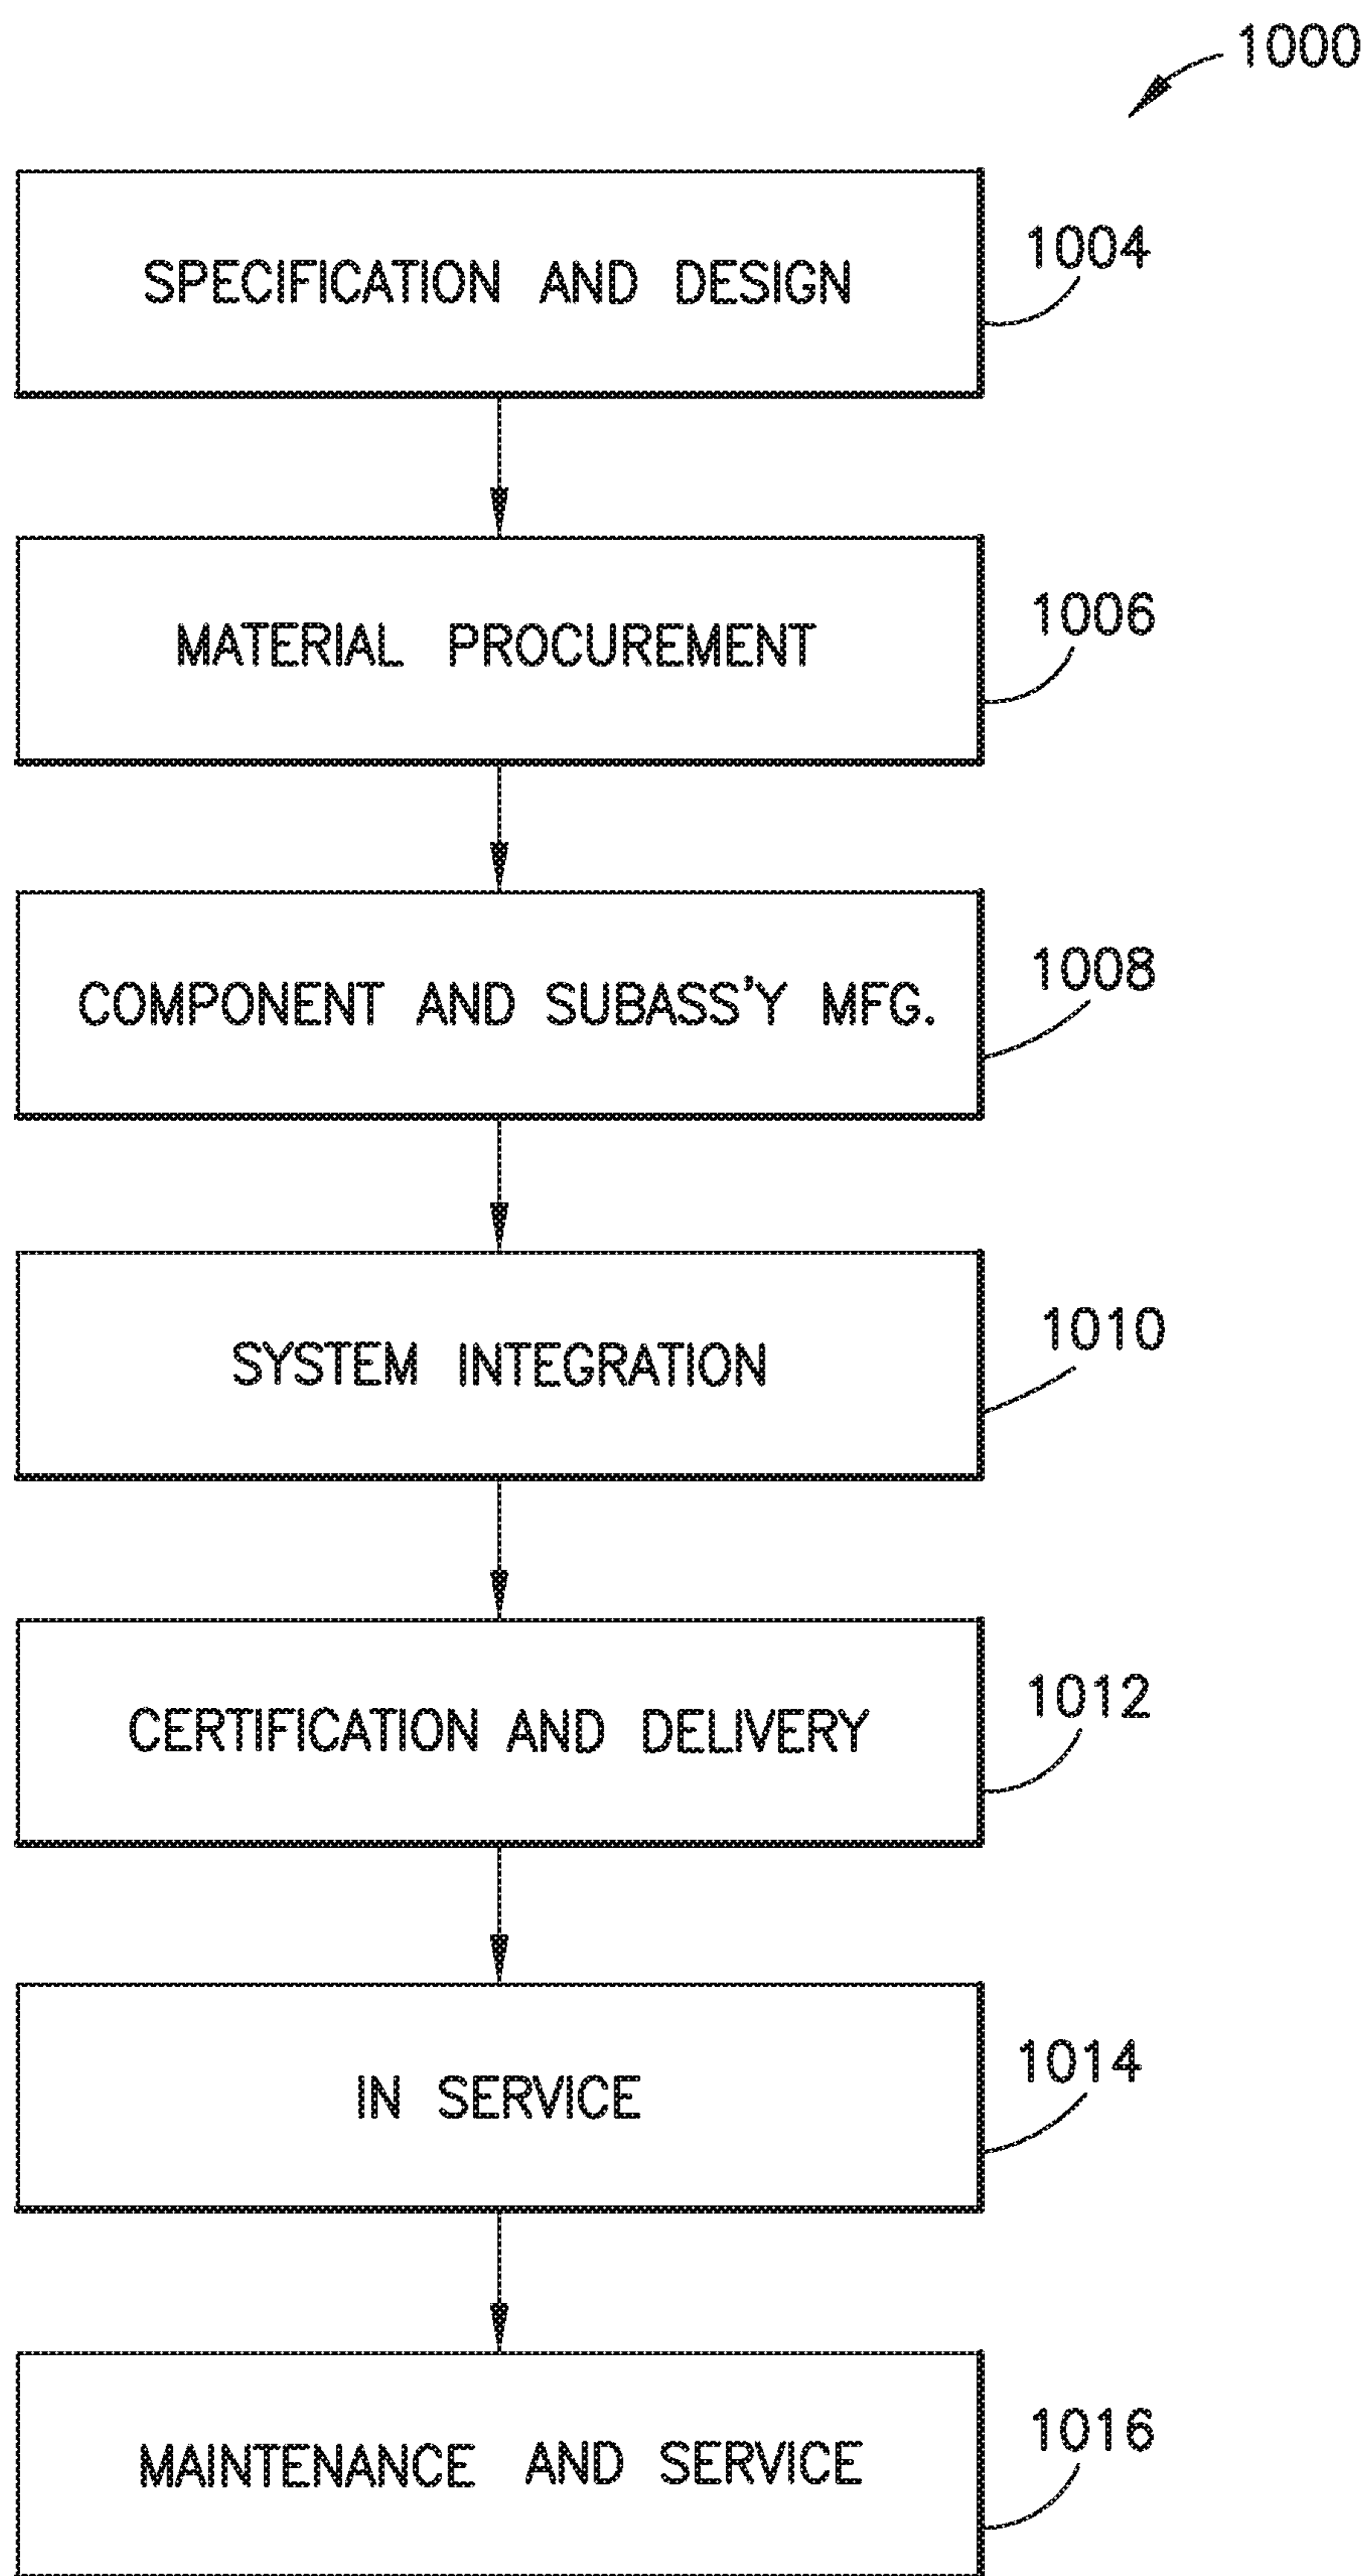 1000
SPECIFICATION AND DESIGN
1004
MATERIAL PROCUREMENT
1006
COMPONENT AND SUBASS'Y MFG.
1008
SYSTEM INTEGRATION
1010
CERTIFICATION AND DELIVERY
1012
IN SERVICE
1014
MAINTENANCE AND SERVICE
1016